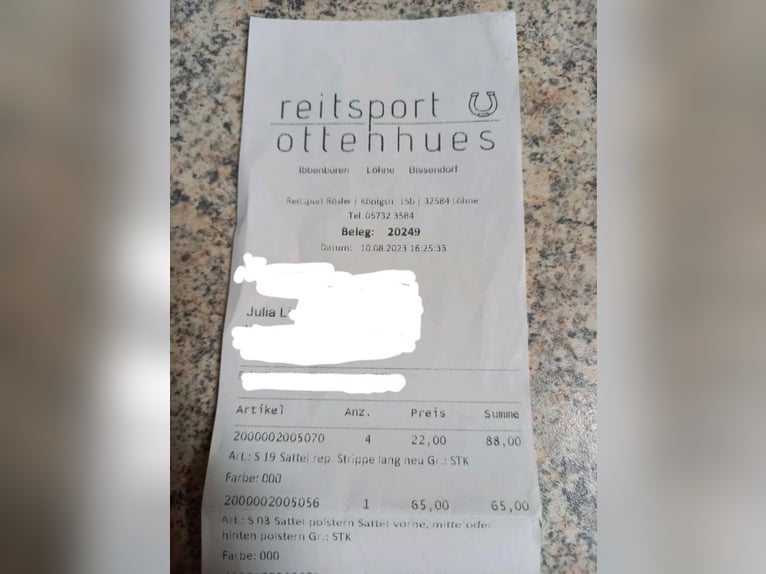 reitsport
ottenhues
Ibbenbüren Löhne Bissendorf
Reitsport Rösler | Königstr. 15b | 32584 Löhne
Tel. 05732 3584
Beleg: 20249
Datum: 10.08.2023 16:25:33
Julia L
Artikel Anz. Preis Summe
2000002005070 4 22,00 88,00
Art.: S 19 Sattel rep. Strippe lang neu Gr.: STK
Farbe: 000
2000002005056 1 65,00 65,00
Art.: S 03 Sattel polstern Sattel vorne, mitte oder
hinten polstern Gr.: STK
Farbe: 000